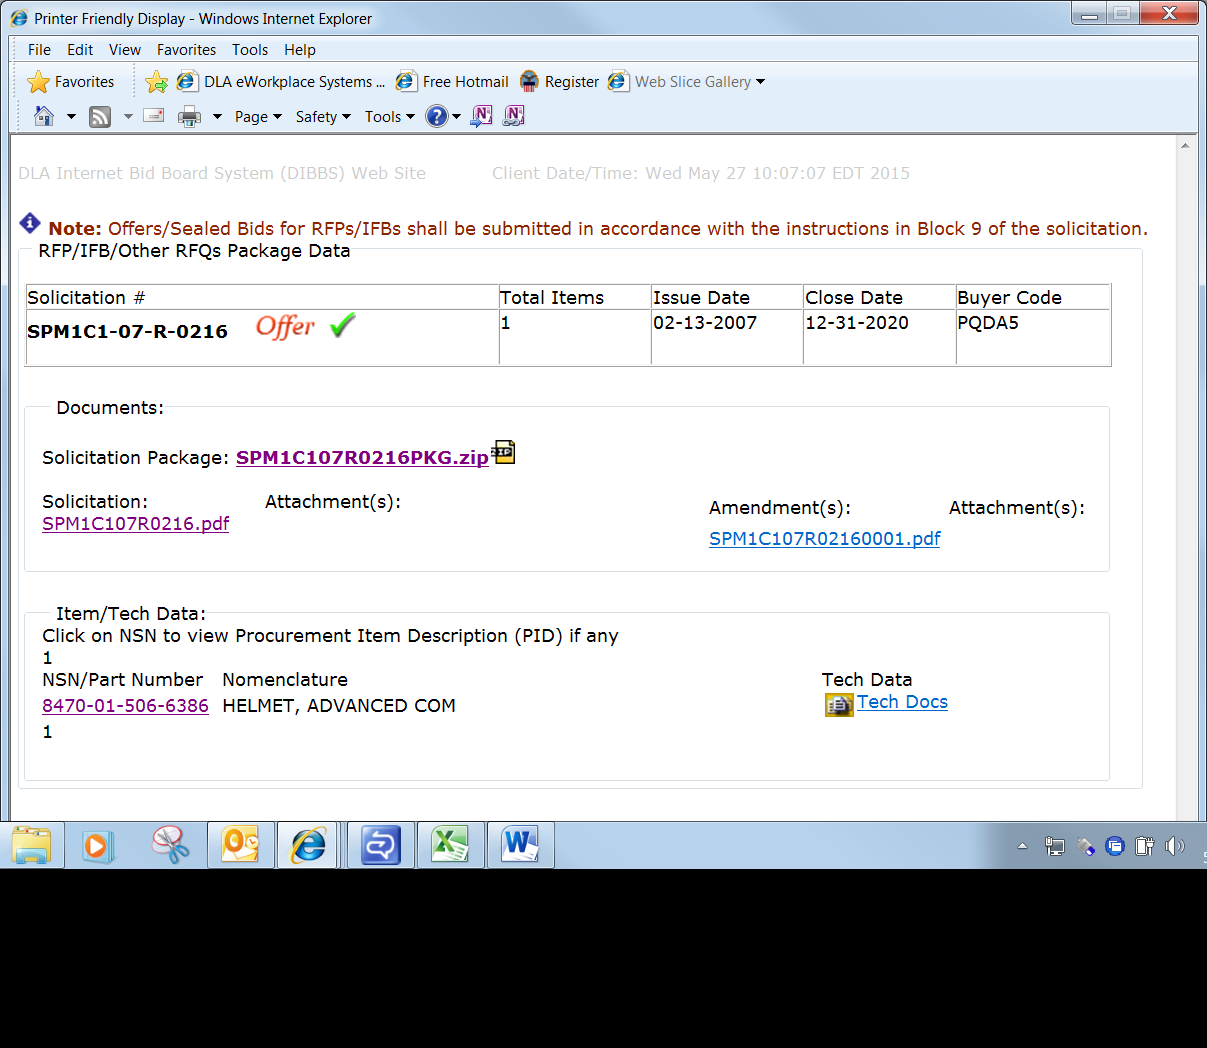 Printer Friendly Display - Windows Internet Explorer
File Edit View Favorites Tools Help
Favorites DLA eWorkplace Systems ... Free Hotmail Register Web Slice Gallery
Page Safety Tools
DLA Internet Bid Board System (DIBBS) Web Site Client Date/Time: Wed May 27 10:07:07 EDT 2015
Note: Offers/Sealed Bids for RFPs/IFBs shall be submitted in accordance with the instructions in Block 9 of the solicitation.
RFP/IFB/Other RFQs Package Data
Solicitation # Total Items Issue Date Close Date Buyer Code
SPM1C1-07-R-0216 Offer 1 02-13-2007 12-31-2020 PQDA5
Documents:
Solicitation Package: SPM1C107R0216PKG.zip ZIP
Solicitation: Attachment(s): Amendment(s): Attachment(s):
SPM1C107R0216.pdf SPM1C107R02160001.pdf
Item/Tech Data:
Click on NSN to view Procurement Item Description (PID) if any
1
NSN/Part Number Nomenclature Tech Data
8470-01-506-6386 HELMET, ADVANCED COM Tech Docs
1